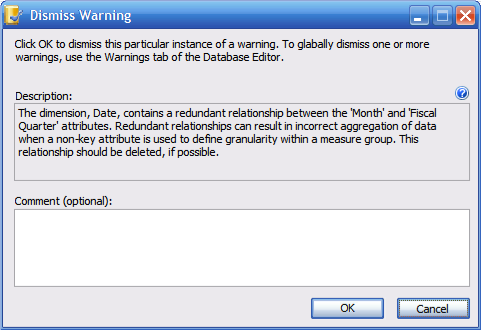 Dismiss Warning
Click OK to dismiss this particular instance of a warning. To glabally dismiss one or more
warnings, use the Warnings tab of the Database Editor.
Description:
The dimension, Date, contains a redundant relationship between the 'Month' and 'Fiscal
Quarter' attributes. Redundant relationships can result in incorrect aggregation of data
when a non-key attribute is used to define granularity within a measure group. This
relationship should be deleted, if possible.
Comment (optional):
OK
Cancel